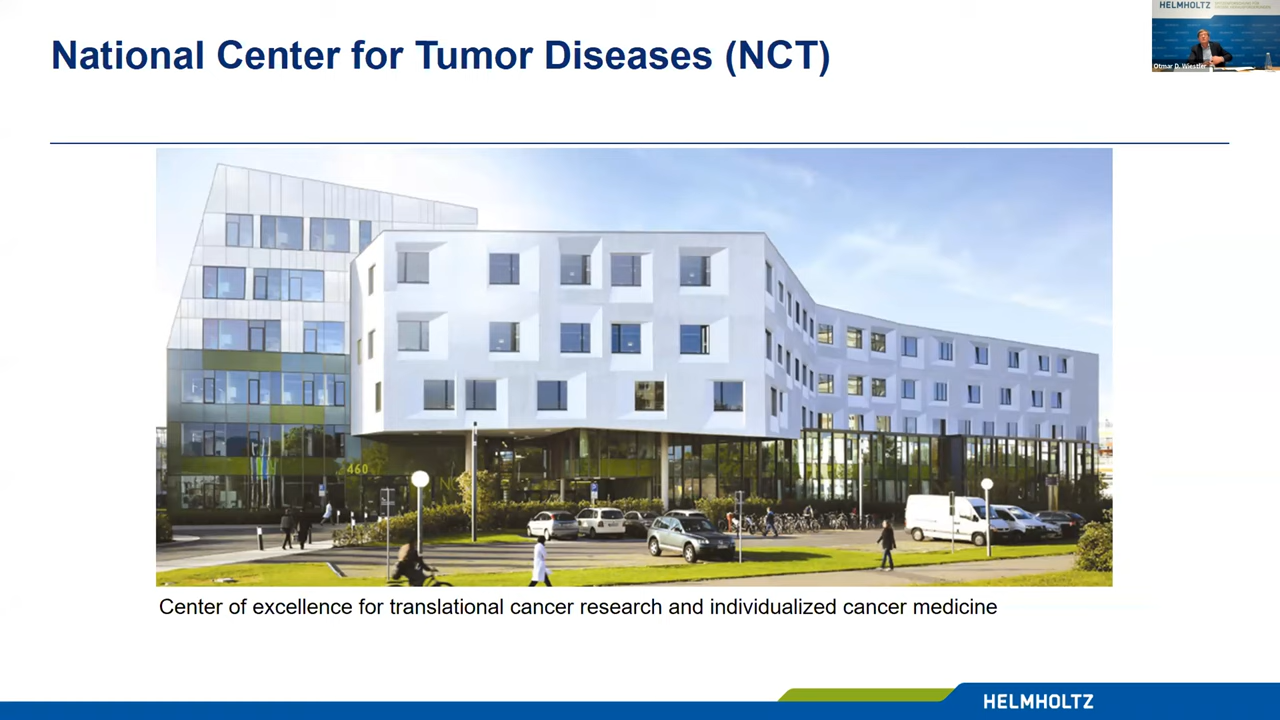 National Center for Tumor Diseases (NCT)
HELMHOLTZ
Otmar D. Wiestler
460
Center of excellence for translational cancer research and individualized cancer medicine
HELMHOLTZ